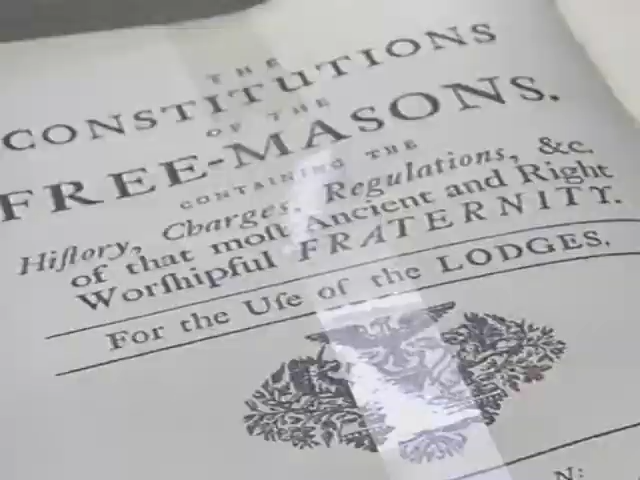 THE
CONSTITUTIONS
OF THE
FREE-MASONS.
CONTAINING THE
Hiſtory, Charges, Regulations, &c.
of that moſt Ancient and Right
Worſhipful FRATERNITY.
For the Uſe of the LODGES.
N: